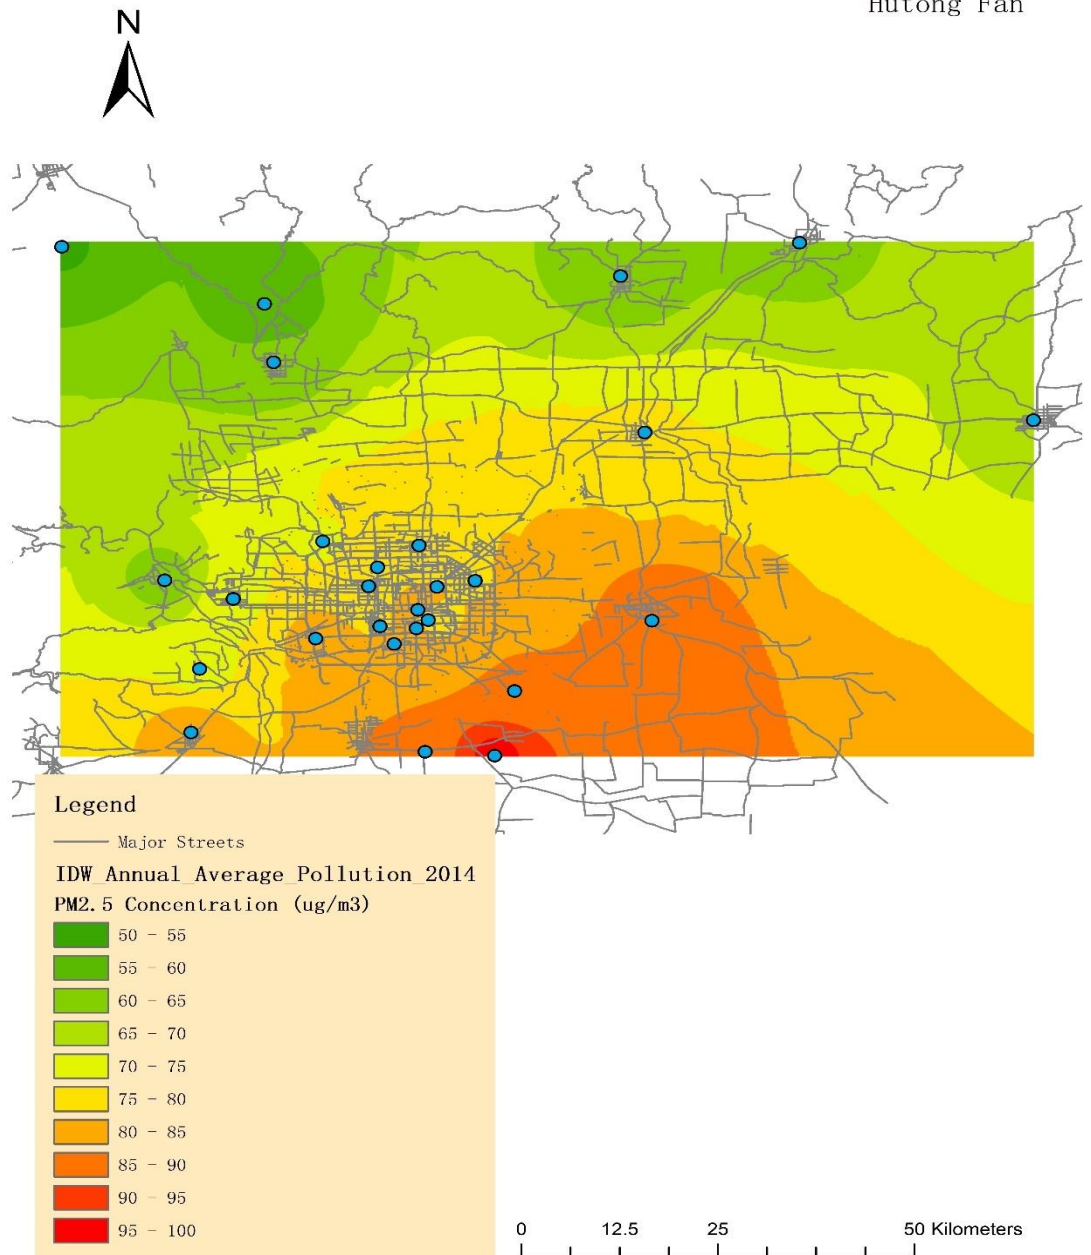 Hutong Fan
N
Legend
Major Streets
IDW_Annual_Average_Pollution_2014
PM2.5 Concentration (ug/m3)
50 - 55
55 - 60
60 - 65
65 - 70
70 - 75
75 - 80
80 - 85
85 - 90
90 - 95
95 - 100
0 12.5 25 50 Kilometers